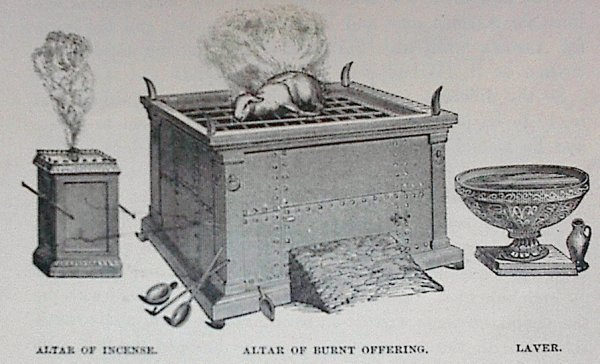 ALTAR OF INCENSE.
ALTAR OF BURNT OFFERING.
LAVER.